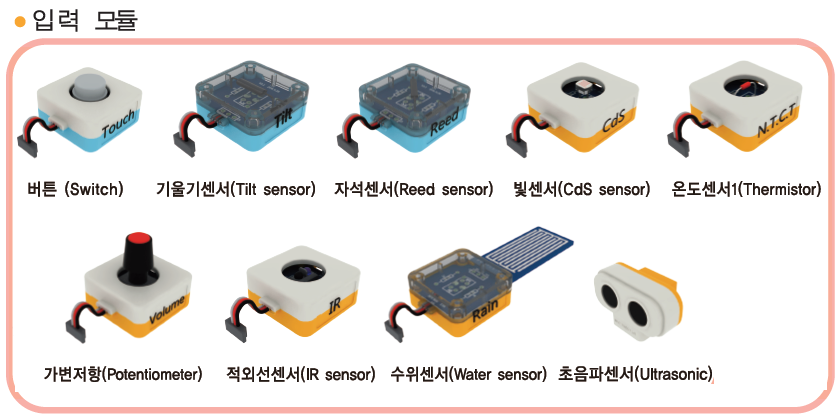 ● 입력 모듈
Touch
Tilt
Reed
CdS
N.T.C.T
버튼 (Switch)
기울기센서(Tilt sensor)
자석센서(Reed sensor)
빛센서(CdS sensor)
온도센서1(Thermistor)
Volume
IR
Rain
가변저항(Potentiometer)
적외선센서(IR sensor)
수위센서(Water sensor)
초음파센서(Ultrasonic)